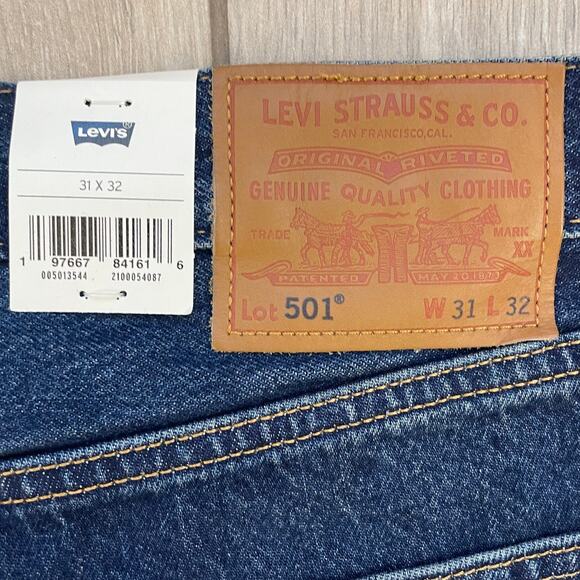 LEVI'S®
31 X 32
1 97667 84161 6
005013544 2100054087
LEVI STRAUSS & CO.
SAN FRANCISCO, CAL.
ORIGINAL RIVETED
GENUINE QUALITY CLOTHING
TRADE MARK
XX
PATENTED MAY 20 1873
Lot 501® W 31 L 32